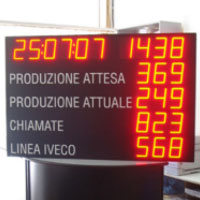 25:07:07 1438
PRODUZIONE ATTESA 369
PRODUZIONE ATTUALE 249
CHIAMATE 823
LINEA IVECO 568